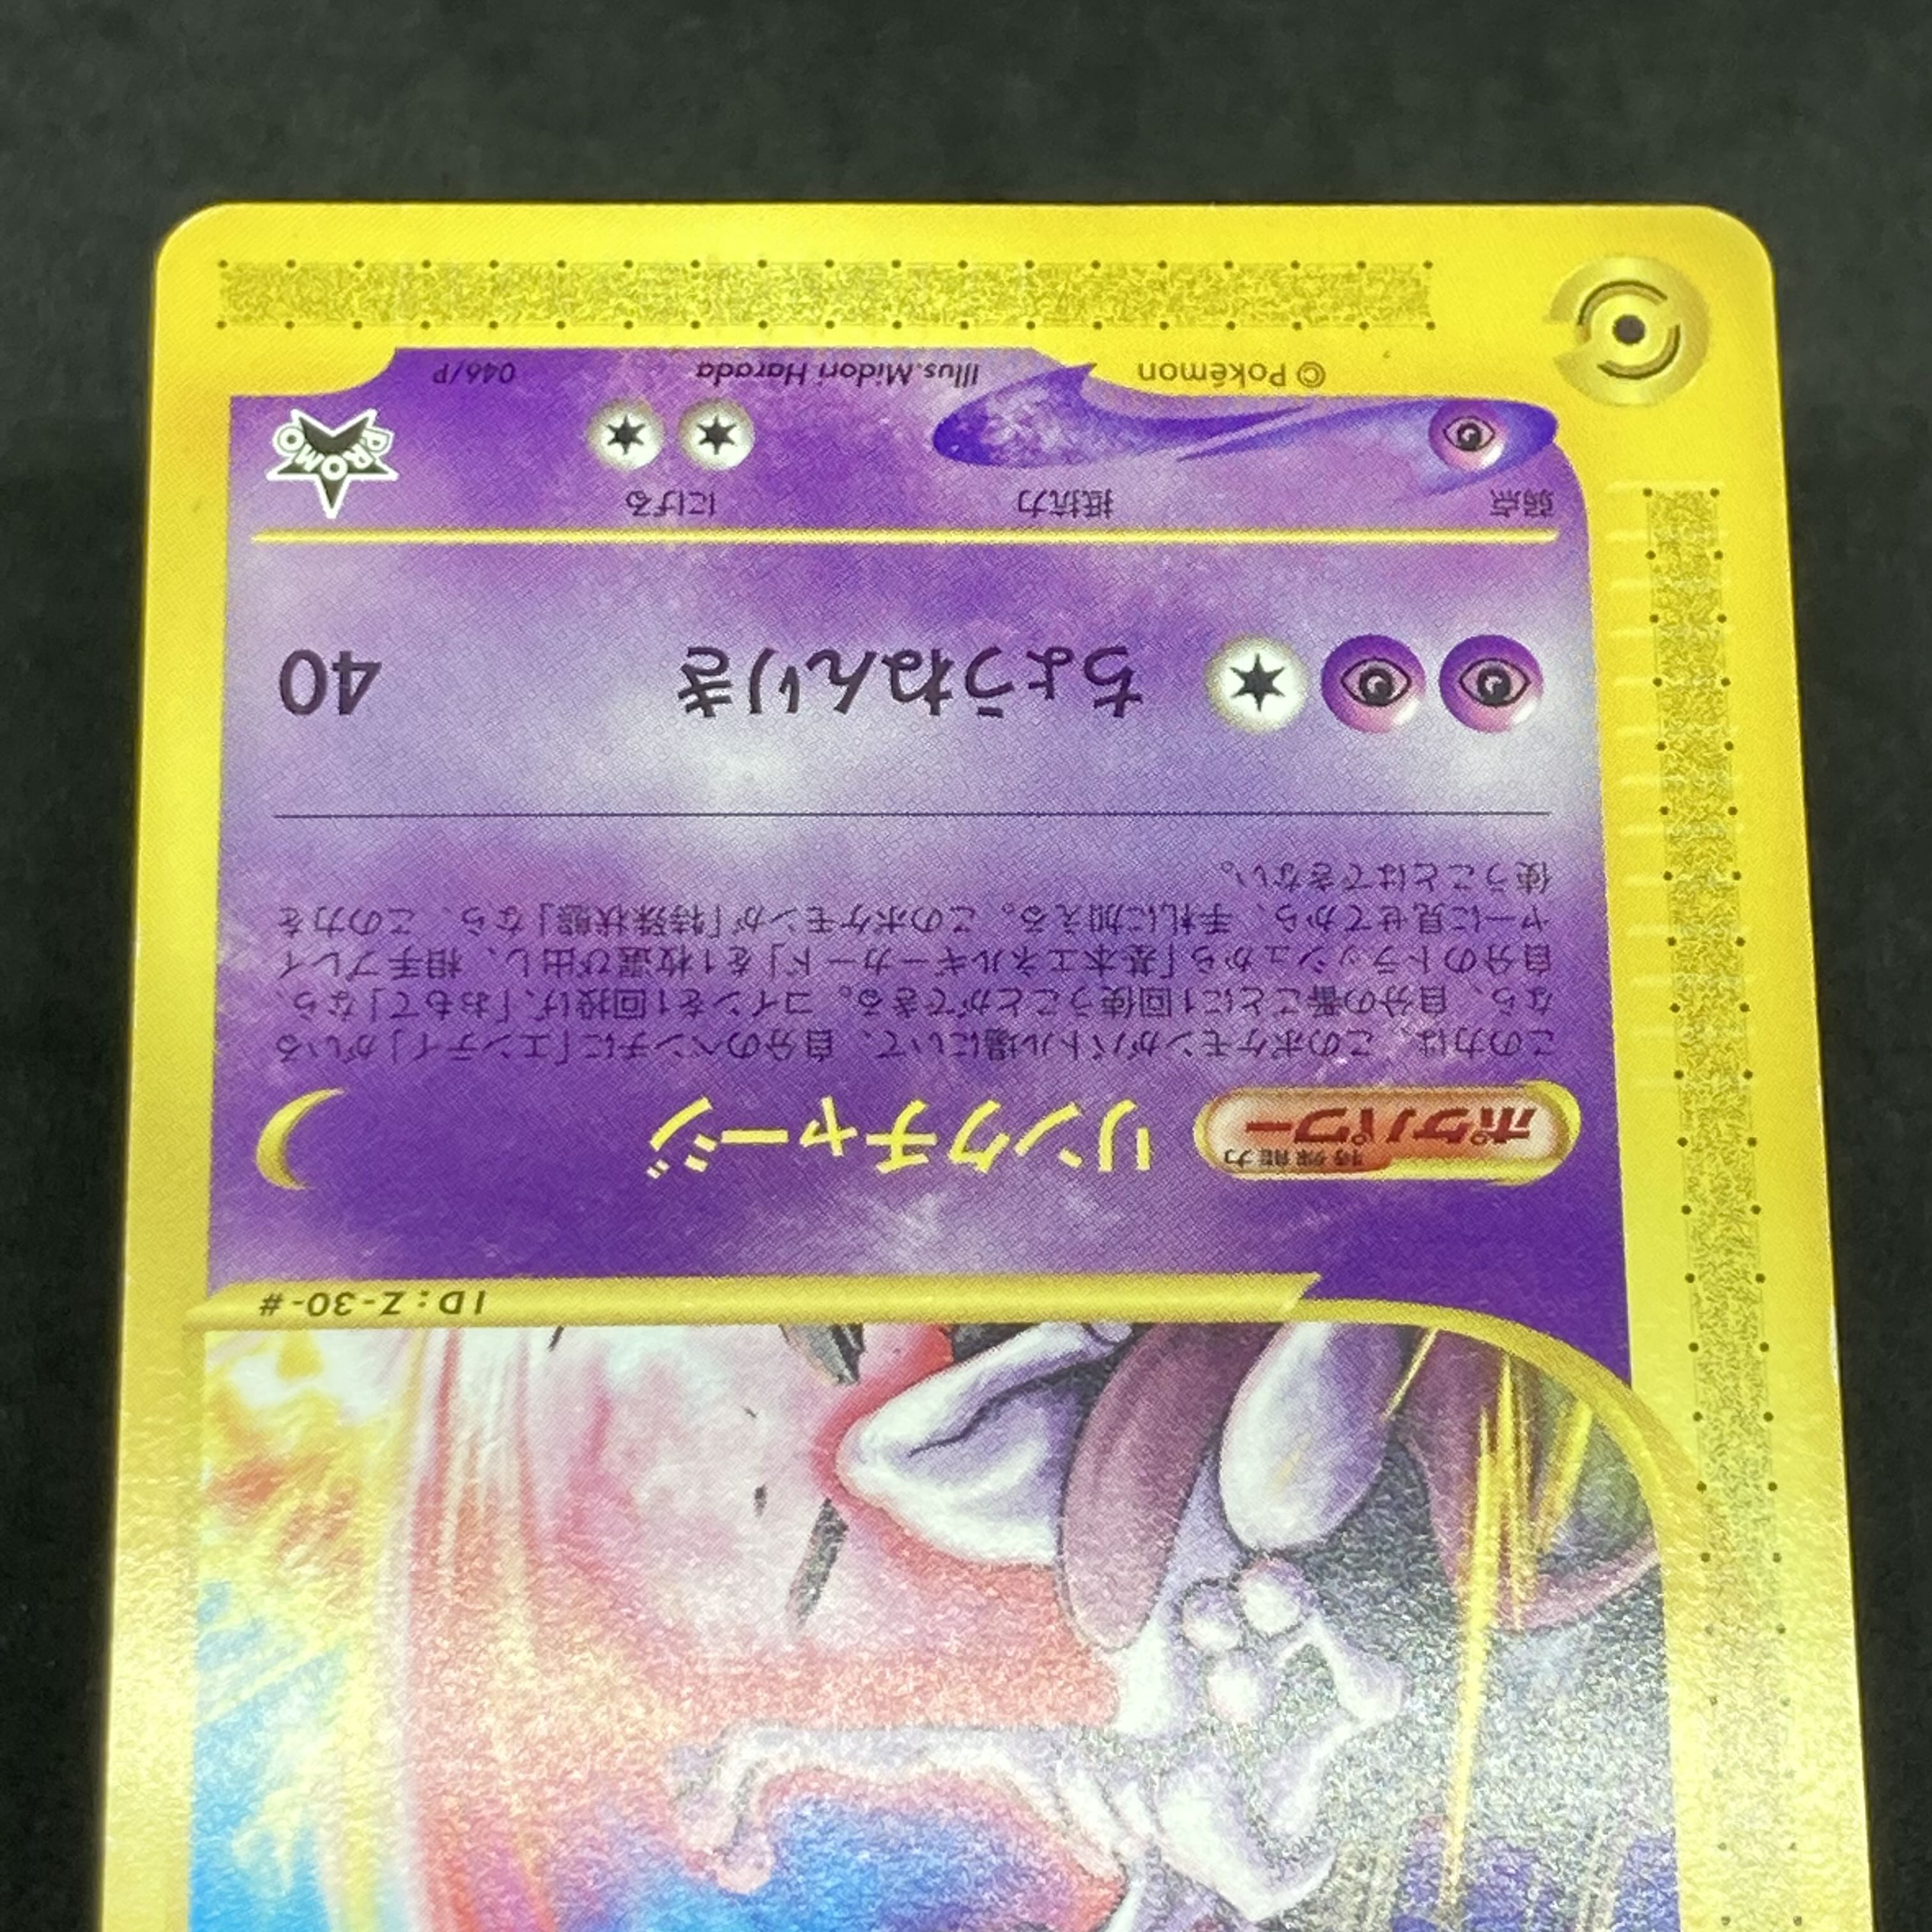 ID:Z-30-#
特殊能力
ポケパワー
リンクチャージ
この力は、このポケモンがバトル場にいて、自分のベンチに「エンテイ」がいる
なら、自分の番ごとに1回使うことができる。コインを1回投げ、「おもて」なら、
自分のトラッシュから「基本エネルギーカード」を1枚選び出し、相手プレイ
ヤーに見せてから、手札に加える。このポケモンが「特殊状態」なら、この力を
使うことはできない。
ちょうねんりき 40
弱点 抵抗力 にげる
PROMO
© Pokémon Illus.Midori Harada 046/P